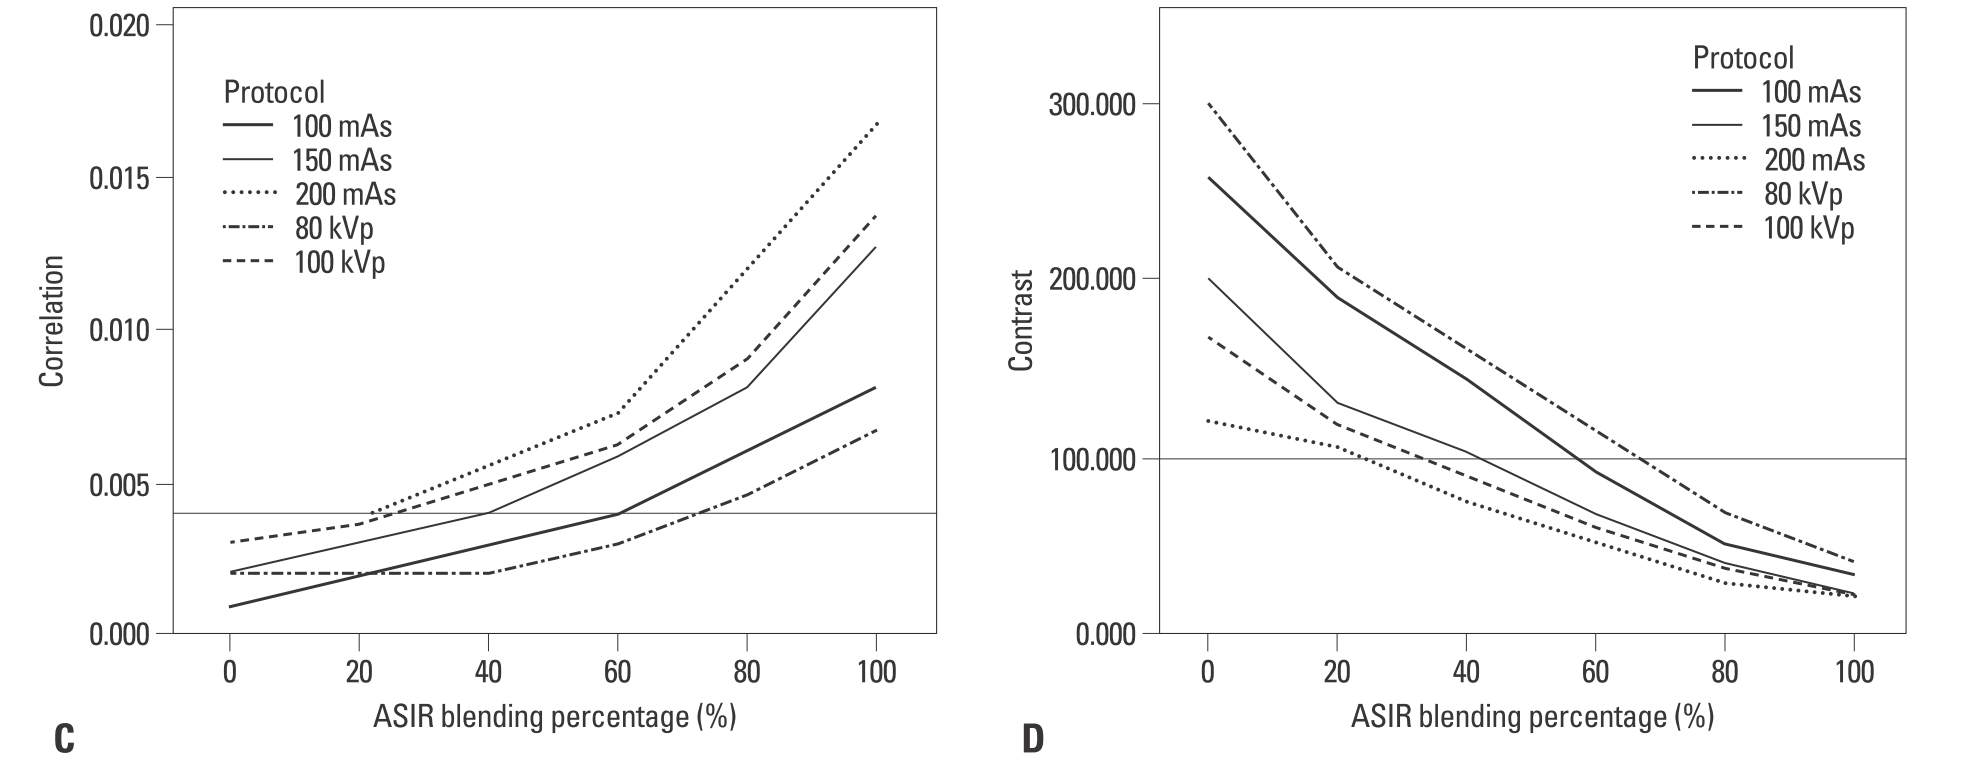 0.020
0.015
0.010
0.005
0.000
Correlation
Protocol
100 mAs
150 mAs
200 mAs
80 kVp
100 kVp
0 20 40 60 80 100
ASIR blending percentage (%)
C
300.000
200.000
100.000
0.000
Contrast
Protocol
100 mAs
150 mAs
200 mAs
80 kVp
100 kVp
0 20 40 60 80 100
ASIR blending percentage (%)
D